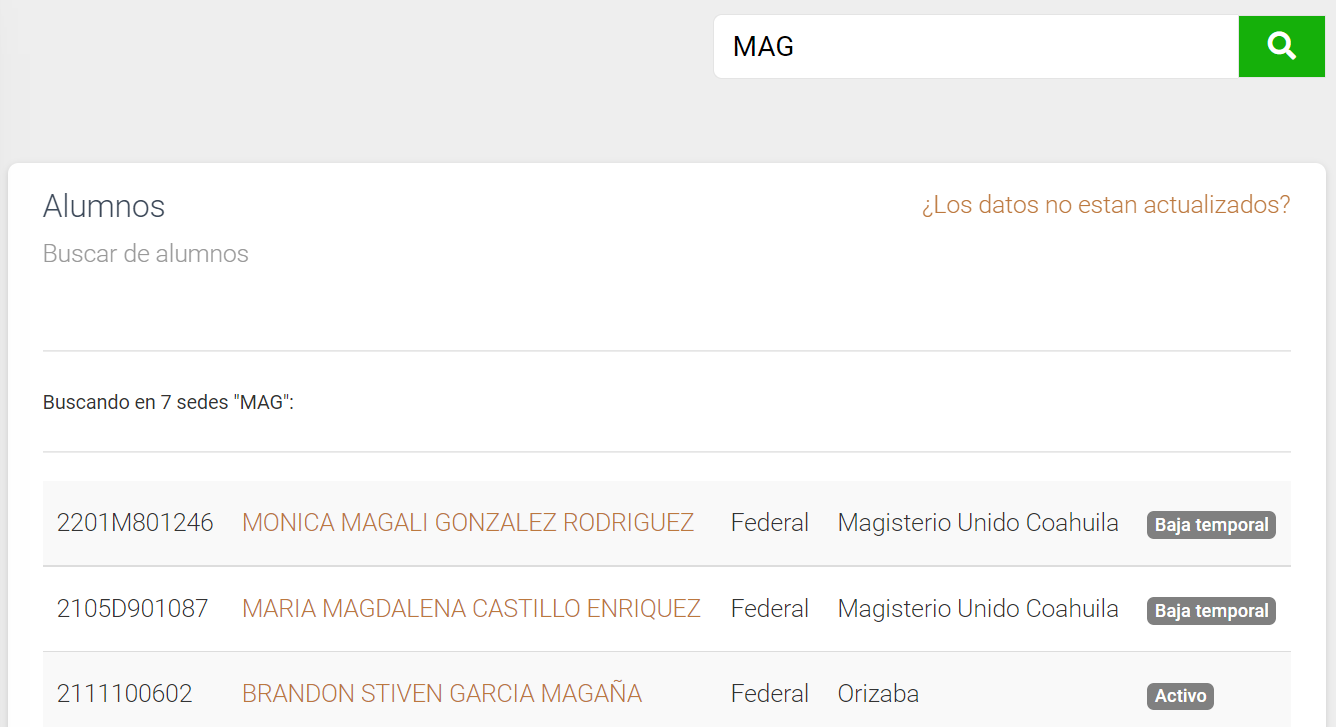 MAG
Alumnos
¿Los datos no estan actualizados?
Buscar de alumnos
Buscando en 7 sedes "MAG":
2201M801246 MONICA MAGALI GONZALEZ RODRIGUEZ Federal Magisterio Unido Coahuila Baja temporal
2105D901087 MARIA MAGDALENA CASTILLO ENRIQUEZ Federal Magisterio Unido Coahuila Baja temporal
2111100602 BRANDON STIVEN GARCIA MAGAÑA Federal Orizaba Activo